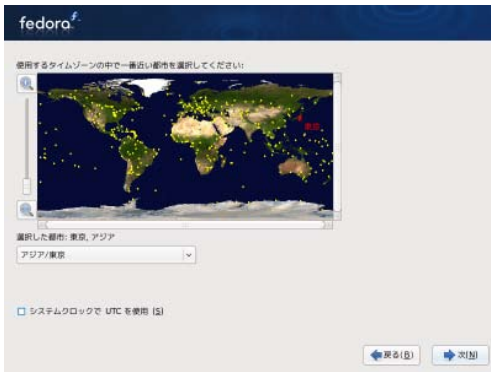 fedora
使用するタイムゾーンの中で一番近い都市を選択してください:
東京
選択した都市: 東京, アジア
アジア/東京
システムクロックで UTC を使用 (S)
戻る(B)
次(N)